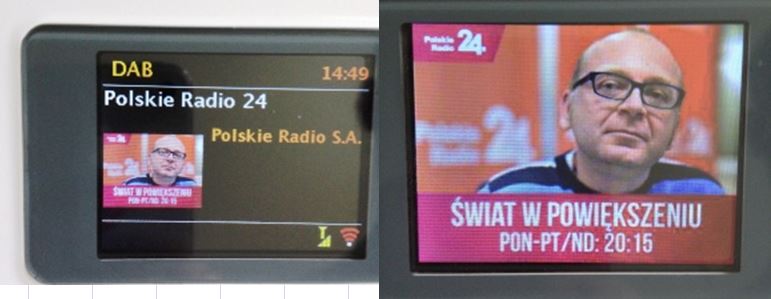 DAB
14:49
Polskie Radio 24
Polskie Radio S.A.
24
ŚWIAT W POWIĘKSZENIU
PON-PT/ND: 20:15
Polskie
Radio 24
ŚWIAT W POWIĘKSZENIU
PON-PT/ND: 20:15